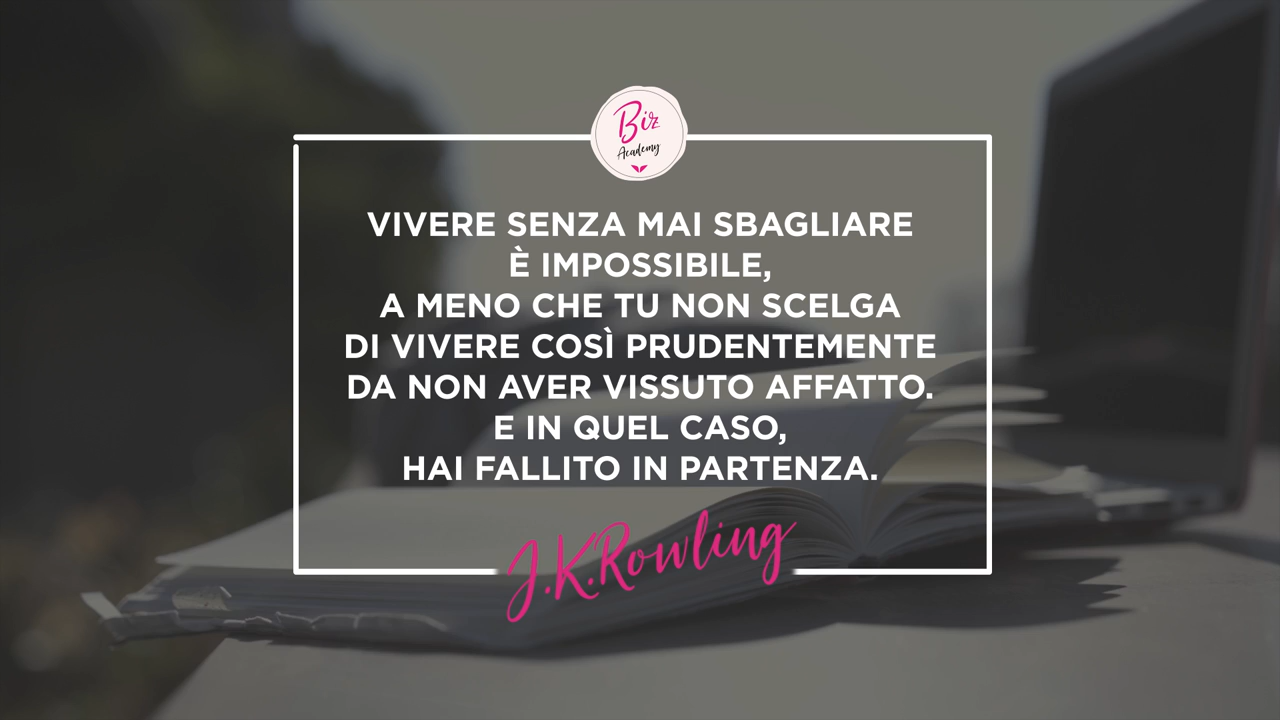 Biz
Academy
VIVERE SENZA MAI SBAGLIARE
È IMPOSSIBILE,
A MENO CHE TU NON SCELGA
DI VIVERE COSÌ PRUDENTEMENTE
DA NON AVER VISSUTO AFFATTO.
E IN QUEL CASO,
HAI FALLITO IN PARTENZA.
J.K.Rowling